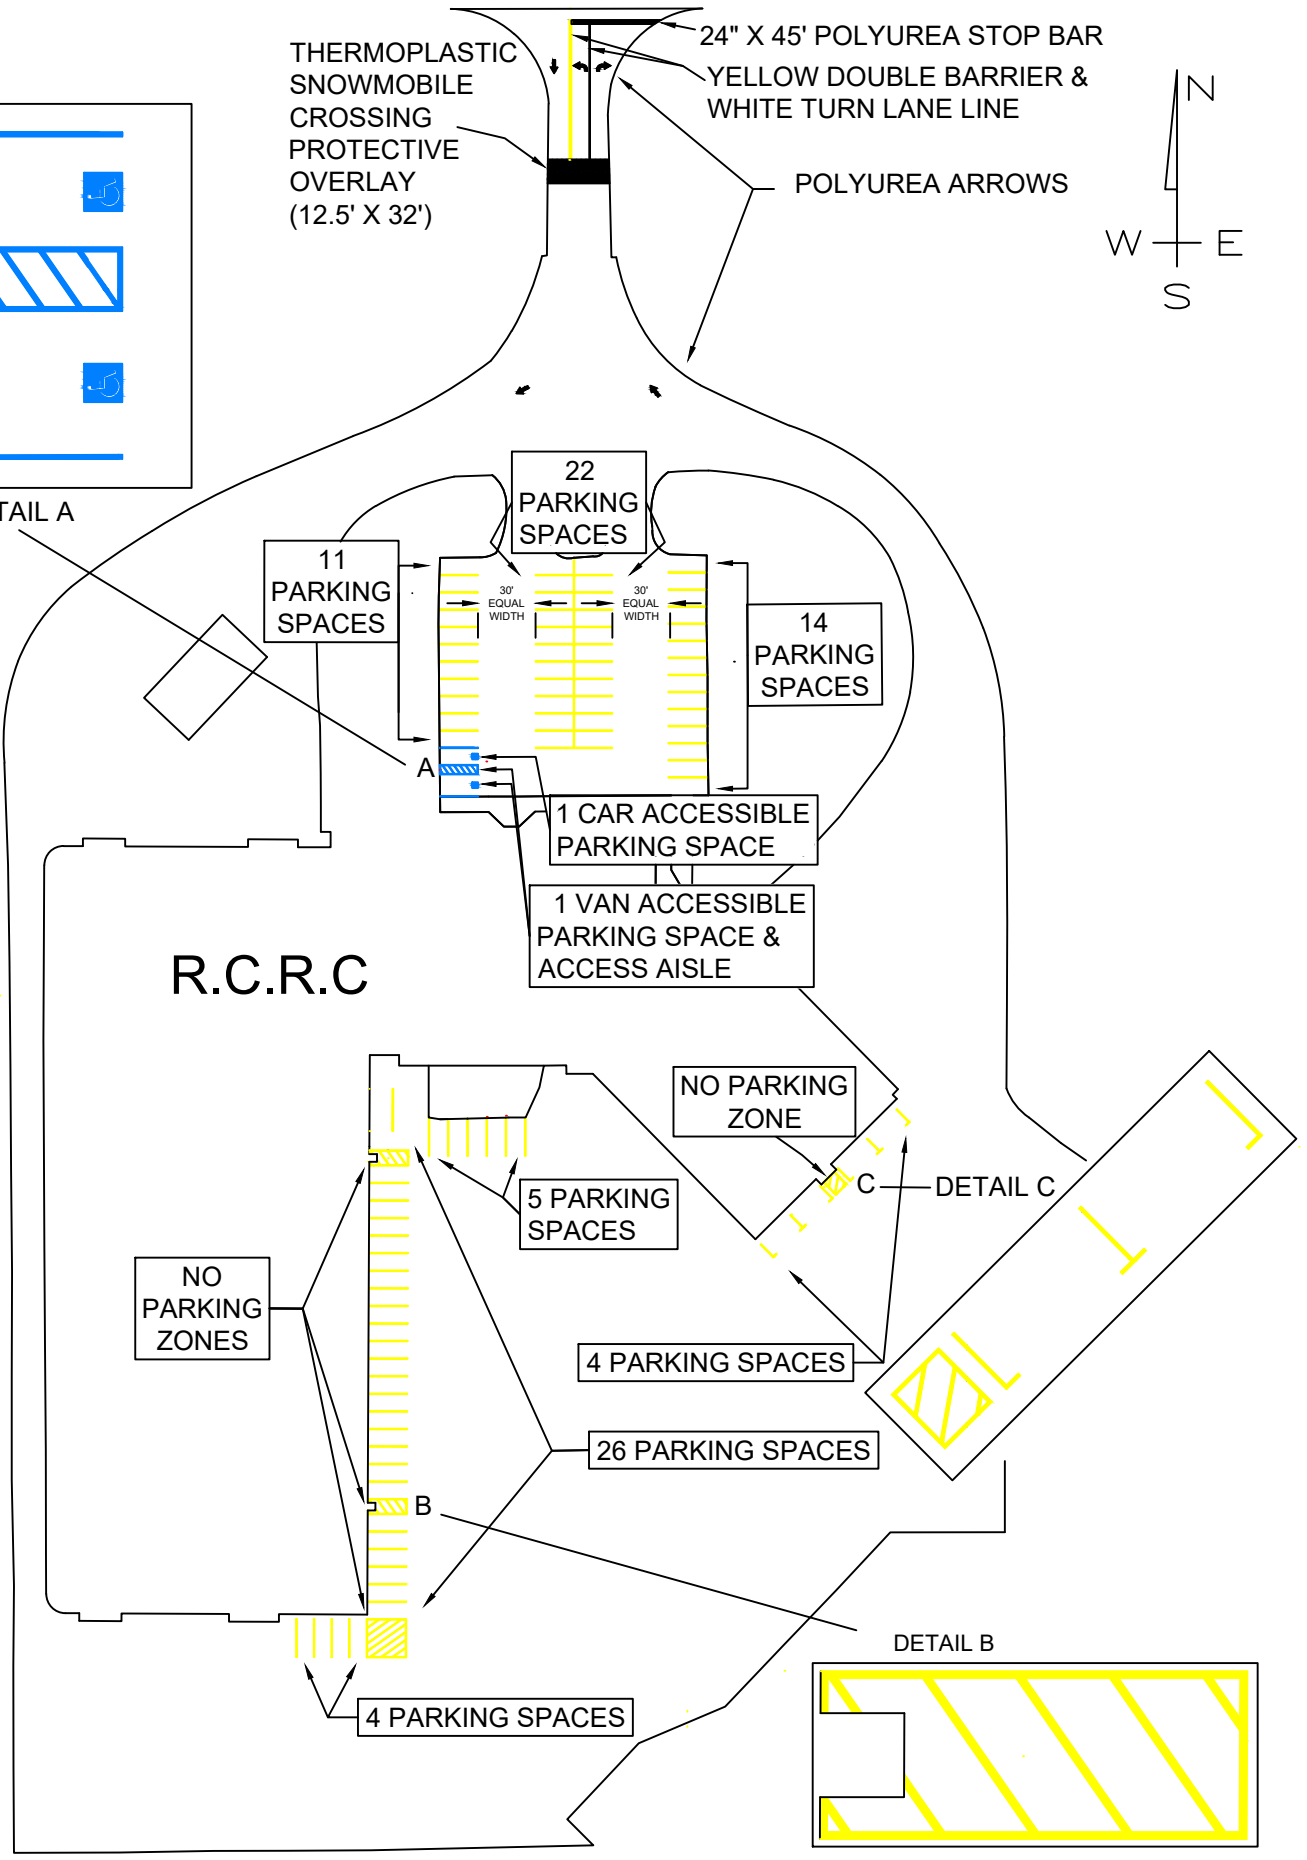 24" X 45' POLYUREA STOP BAR
YELLOW DOUBLE BARRIER &
WHITE TURN LANE LINE
THERMOPLASTIC
SNOWMOBILE
CROSSING
PROTECTIVE
OVERLAY
(12.5' X 32')
POLYUREA ARROWS
N
W E
S
TAIL A
22
PARKING
SPACES
11
PARKING
SPACES
30'
EQUAL
WIDTH
30'
EQUAL
WIDTH
14
PARKING
SPACES
A
1 CAR ACCESSIBLE
PARKING SPACE
1 VAN ACCESSIBLE
PARKING SPACE &
ACCESS AISLE
R.C.R.C
NO PARKING
ZONE
C
DETAIL C
5 PARKING
SPACES
NO
PARKING
ZONES
4 PARKING SPACES
26 PARKING SPACES
B
DETAIL B
4 PARKING SPACES